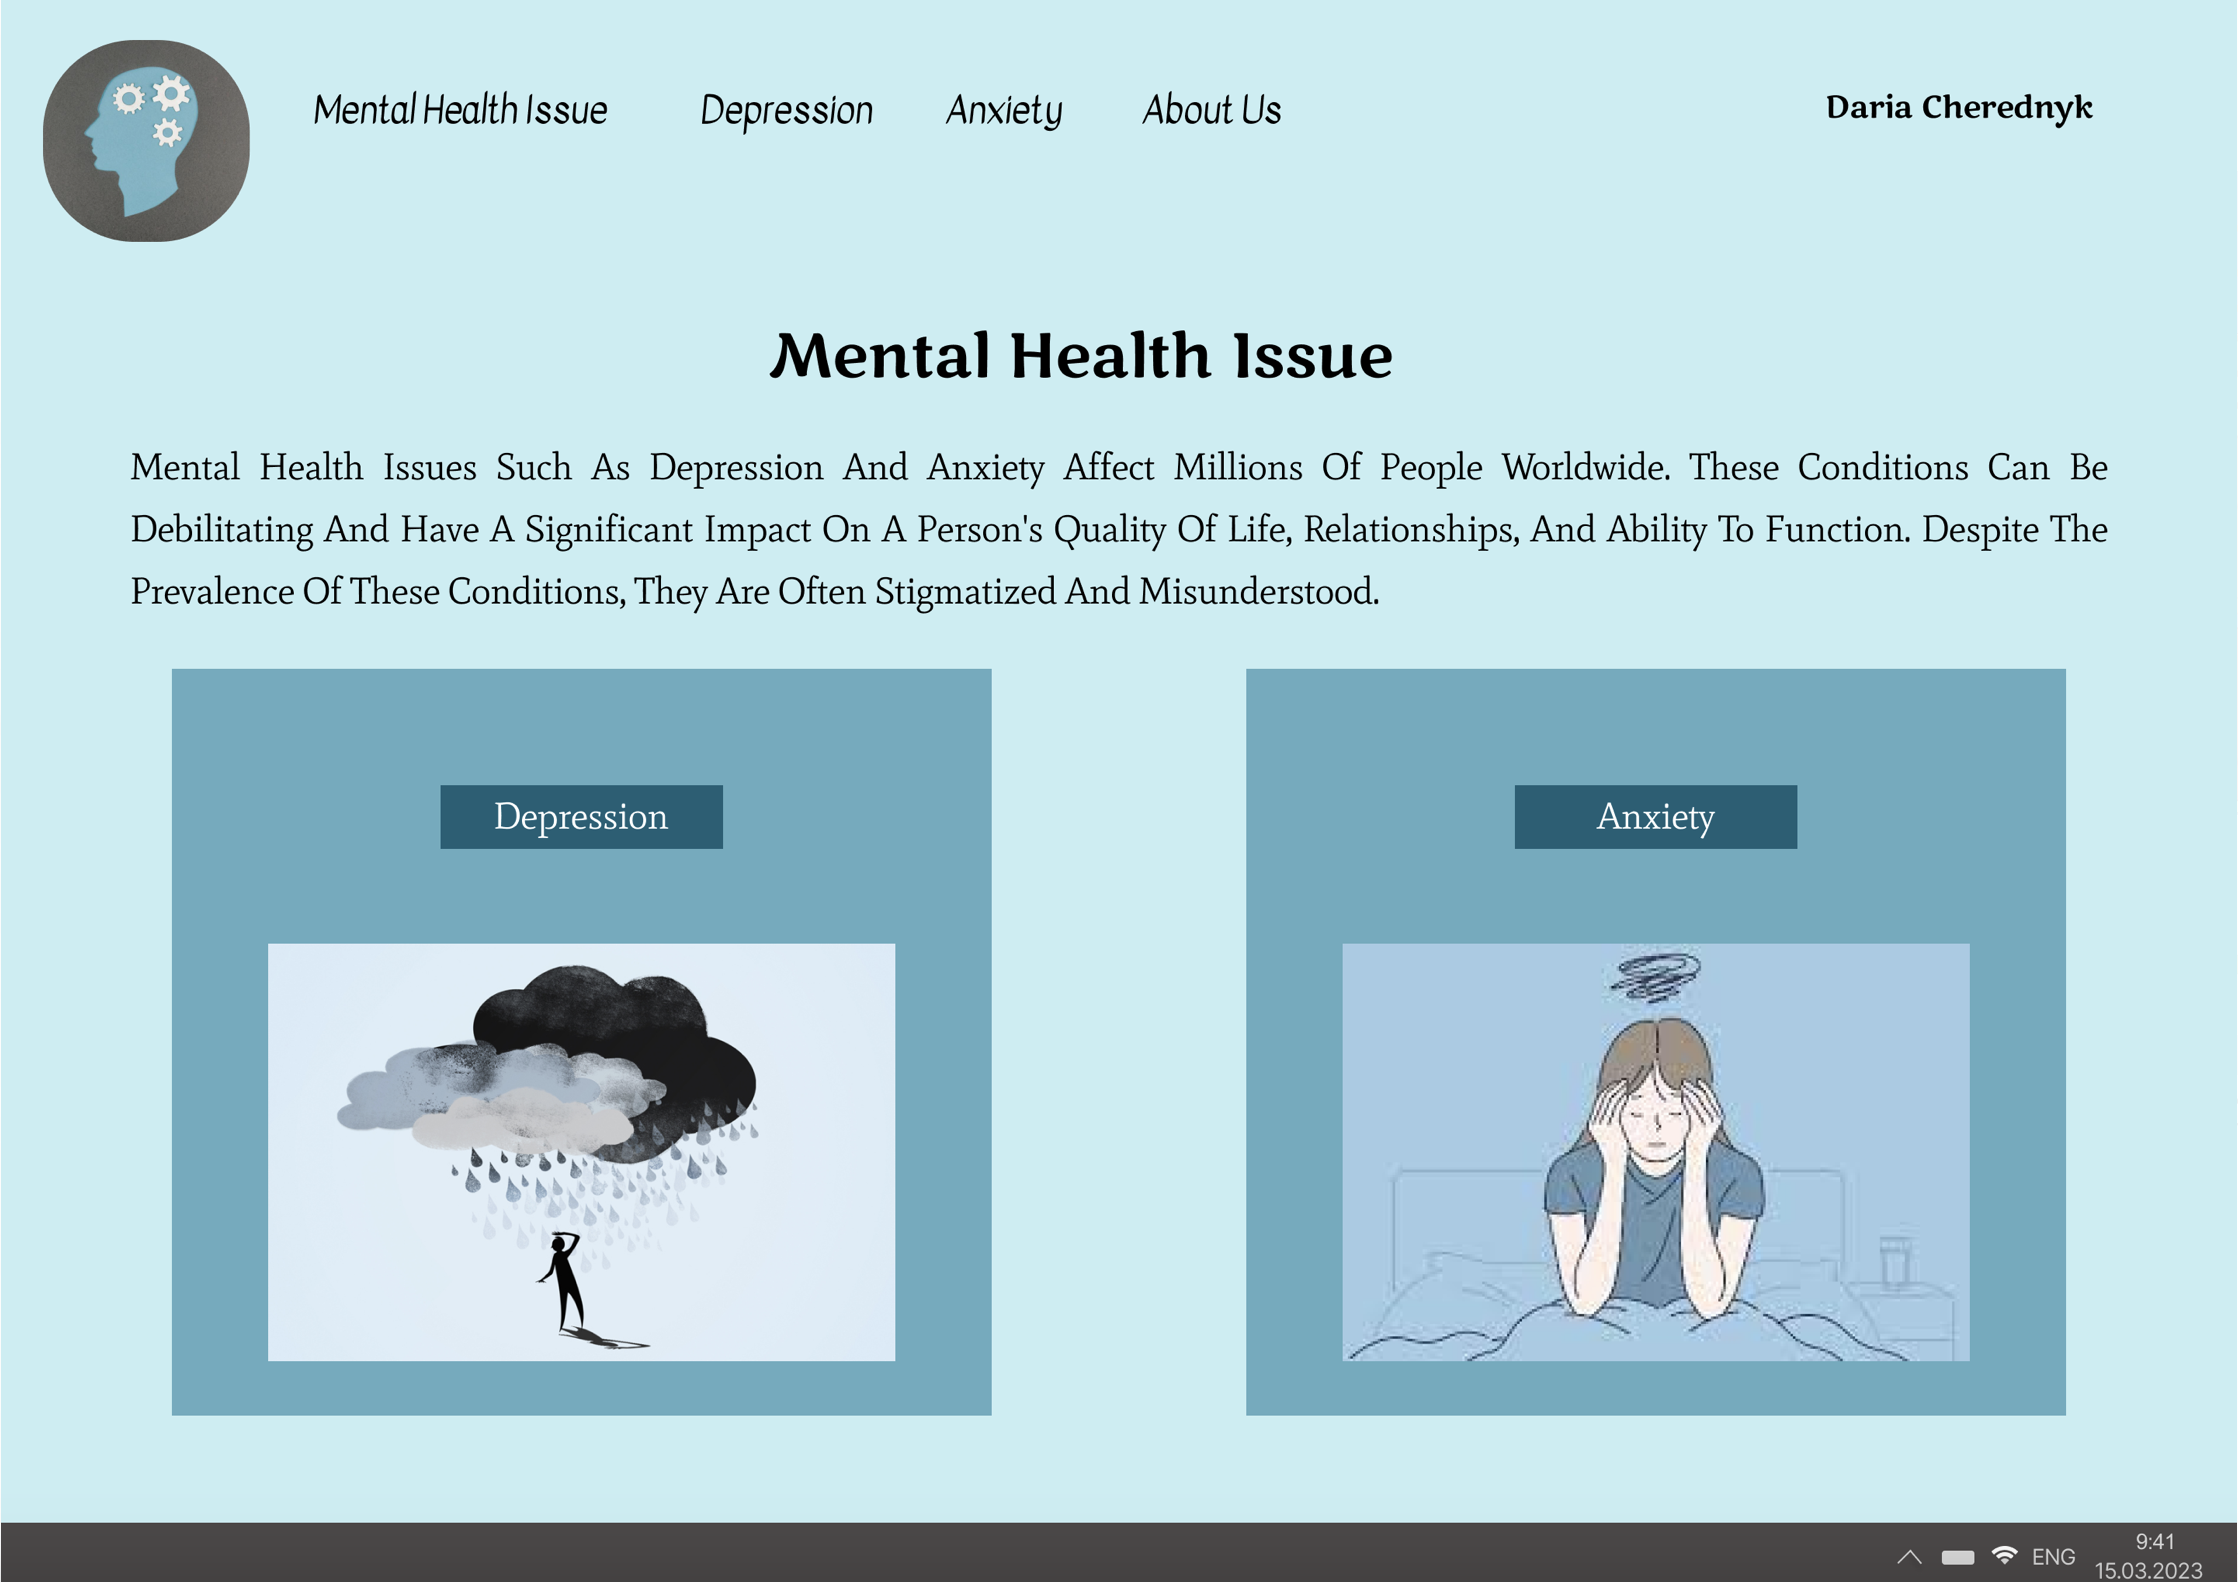 Mental Health Issue
Depression
Anxiety
About Us
Daria Cherednyk
Mental Health Issue
Mental Health Issues Such As Depression And Anxiety Affect Millions Of People Worldwide. These Conditions Can Be
Debilitating And Have A Significant Impact On A Person's Quality Of Life, Relationships, And Ability To Function. Despite The
Prevalence Of These Conditions, They Are Often Stigmatized And Misunderstood.
Depression
Anxiety
ENG
9:41
15.03.2023